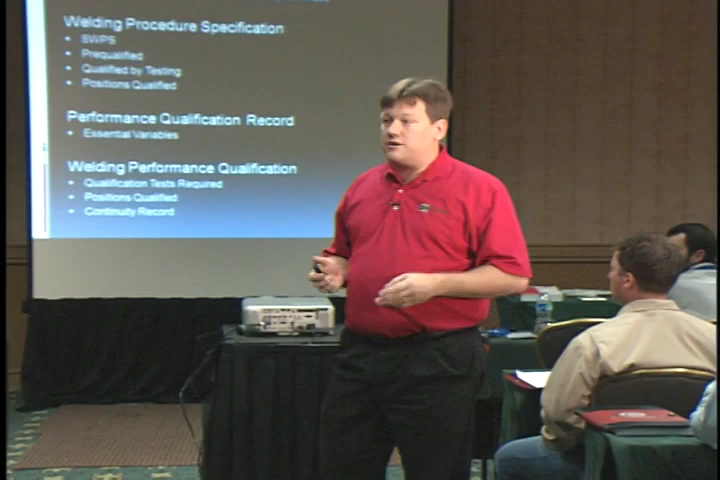 Welding Procedure Specification
• SWPS
• Prequalified
• Qualified by Testing
• Positions Qualified
Performance Qualification Record
• Essential Variables
Welding Performance Qualification
• Qualification Tests Required
• Positions Qualified
• Continuity Record